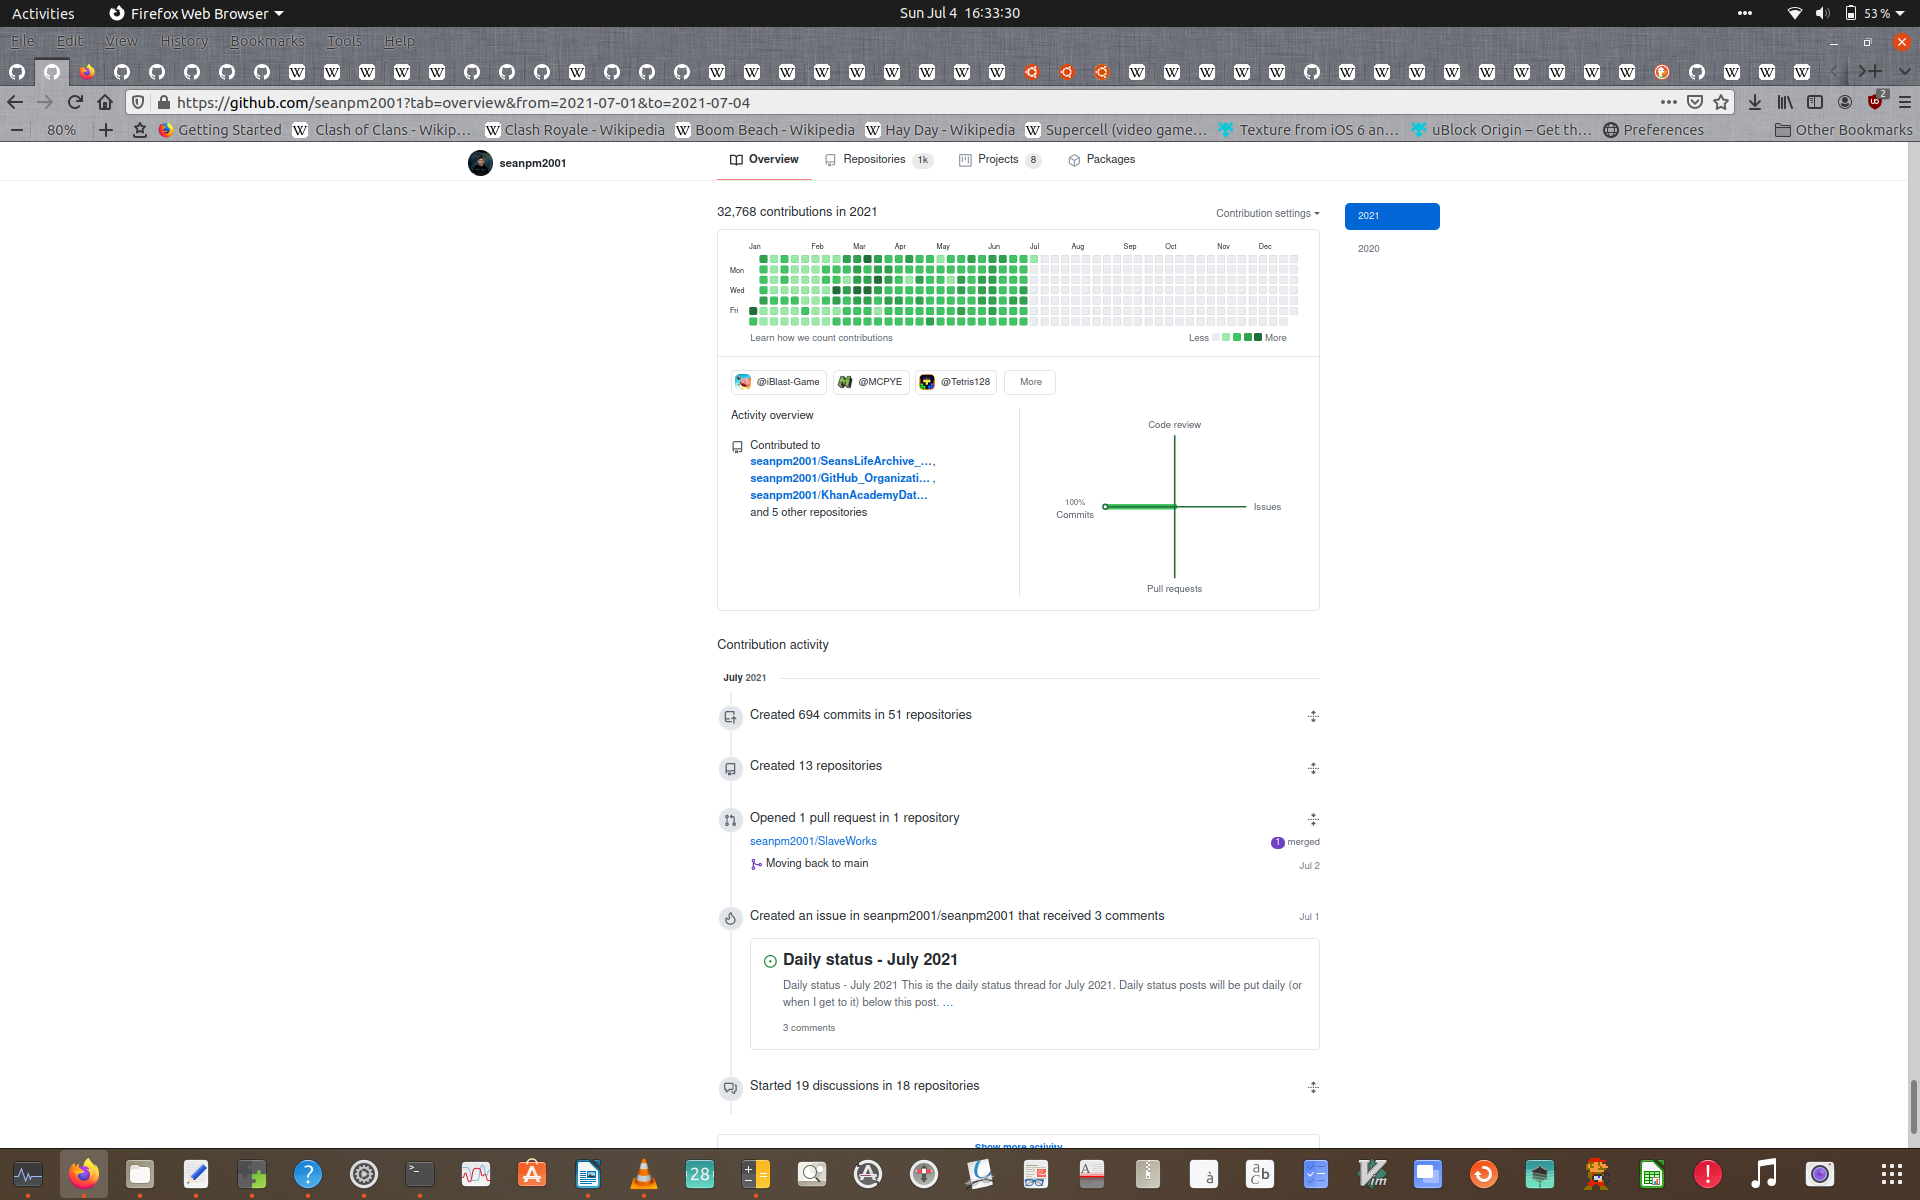 Activities
Firefox Web Browser
Sun Jul 4 16:33:30
53 %
File Edit View History Bookmarks Tools Help
https://github.com/seanpm2001?tab=overview&from=2021-07-01&to=2021-07-04
2
80%
Getting Started
Clash of Clans - Wikip…
Clash Royale - Wikipedia
Boom Beach - Wikipedia
Hay Day - Wikipedia
Supercell (video game…
Texture from iOS 6 an…
uBlock Origin – Get th…
Preferences
Other Bookmarks
seanpm2001
Overview
Repositories 1k
Projects 8
Packages
32,768 contributions in 2021
Contribution settings
2021
2020
Jan Feb Mar Apr May Jun Jul Aug Sep Oct Nov Dec
Mon
Wed
Fri
Learn how we count contributions
Less More
@iBlast-Game
@MCPYE
@Tetris128
More
Activity overview
Contributed to
seanpm2001/SeansLifeArchive_…,
seanpm2001/GitHub_Organizati… ,
seanpm2001/KhanAcademyDat…
and 5 other repositories
Code review
100%
Commits
Issues
Pull requests
Contribution activity
July 2021
Created 694 commits in 51 repositories
Created 13 repositories
Opened 1 pull request in 1 repository
seanpm2001/SlaveWorks
1 merged
Moving back to main
Jul 2
Created an issue in seanpm2001/seanpm2001 that received 3 comments
Jul 1
Daily status - July 2021
Daily status - July 2021 This is the daily status thread for July 2021. Daily status posts will be put daily (or
when I get to it) below this post. …
3 comments
Started 19 discussions in 18 repositories
Show more activity
28